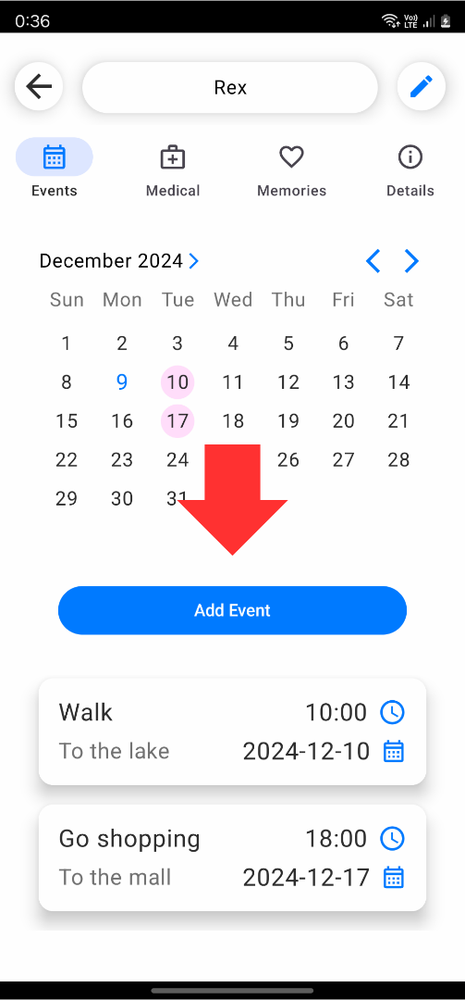 0:36 Vo) LTE
Rex
Events Medical Memories Details
December 2024
Sun Mon Tue Wed Thu Fri Sat
1 2 3 4 5 6 7
8 9 10 11 12 13 14
15 16 17 18 19 20 21
22 23 24 26 27 28
29 30 31
Add Event
Walk 10:00
To the lake 2024-12-10
Go shopping 18:00
To the mall 2024-12-17